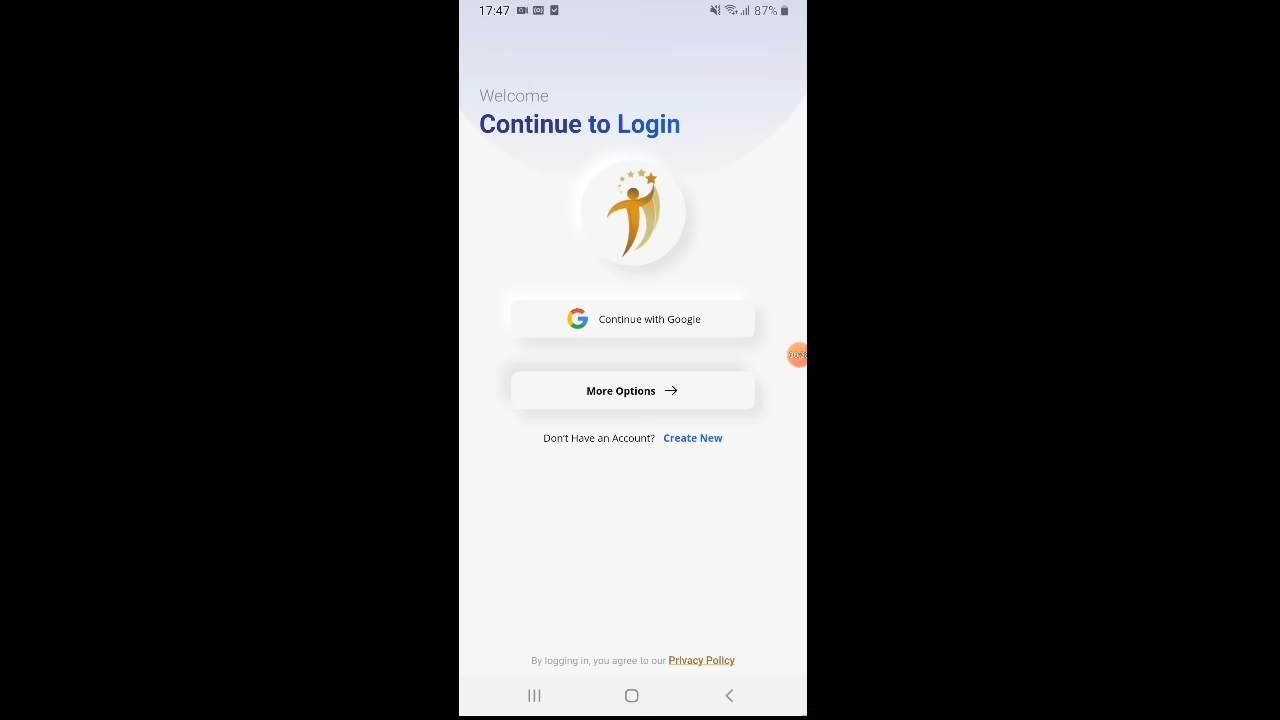 17:47 87%
Welcome
Continue to Login
Continue with Google
More Options
Don't Have an Account? Create New
By logging in, you agree to our Privacy Policy